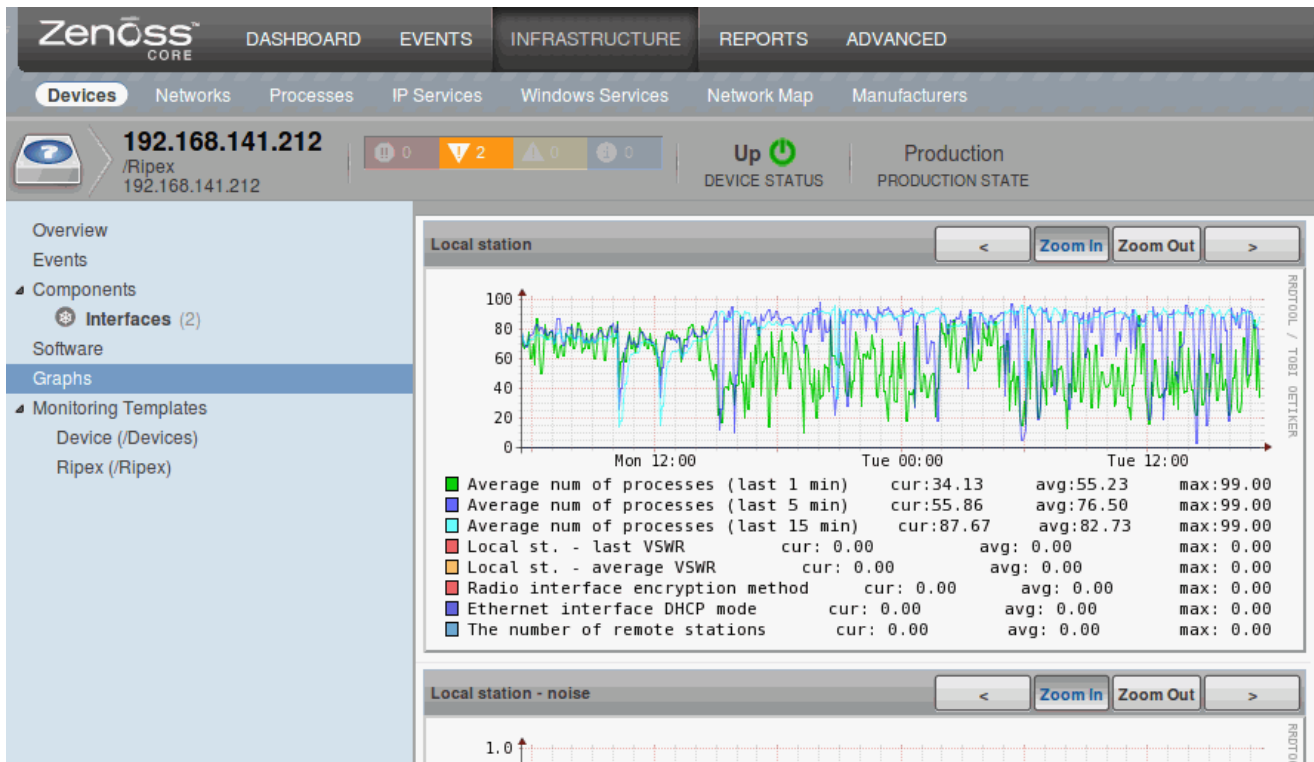 Zenoss™ CORE DASHBOARD EVENTS INFRASTRUCTURE REPORTS ADVANCED
Devices Networks Processes IP Services Windows Services Network Map Manufacturers
192.168.141.212
/Ripex
192.168.141.212
0 2 0 0
Up
DEVICE STATUS
Production
PRODUCTION STATE
Overview
Events
Components
Interfaces (2)
Software
Graphs
Monitoring Templates
Device (/Devices)
Ripex (/Ripex)
Local station < Zoom In Zoom Out >
100
80
60
40
20
0
Mon 12:00 Tue 00:00 Tue 12:00
RRDTOOL / TOBI OETIKER
Average num of processes (last 1 min) cur:34.13 avg:55.23 max:99.00
Average num of processes (last 5 min) cur:55.86 avg:76.50 max:99.00
Average num of processes (last 15 min) cur:87.67 avg:82.73 max:99.00
Local st. - last VSWR cur: 0.00 avg: 0.00 max: 0.00
Local st. - average VSWR cur: 0.00 avg: 0.00 max: 0.00
Radio interface encryption method cur: 0.00 avg: 0.00 max: 0.00
Ethernet interface DHCP mode cur: 0.00 avg: 0.00 max: 0.00
The number of remote stations cur: 0.00 avg: 0.00 max: 0.00
Local station - noise < Zoom In Zoom Out >
1.0